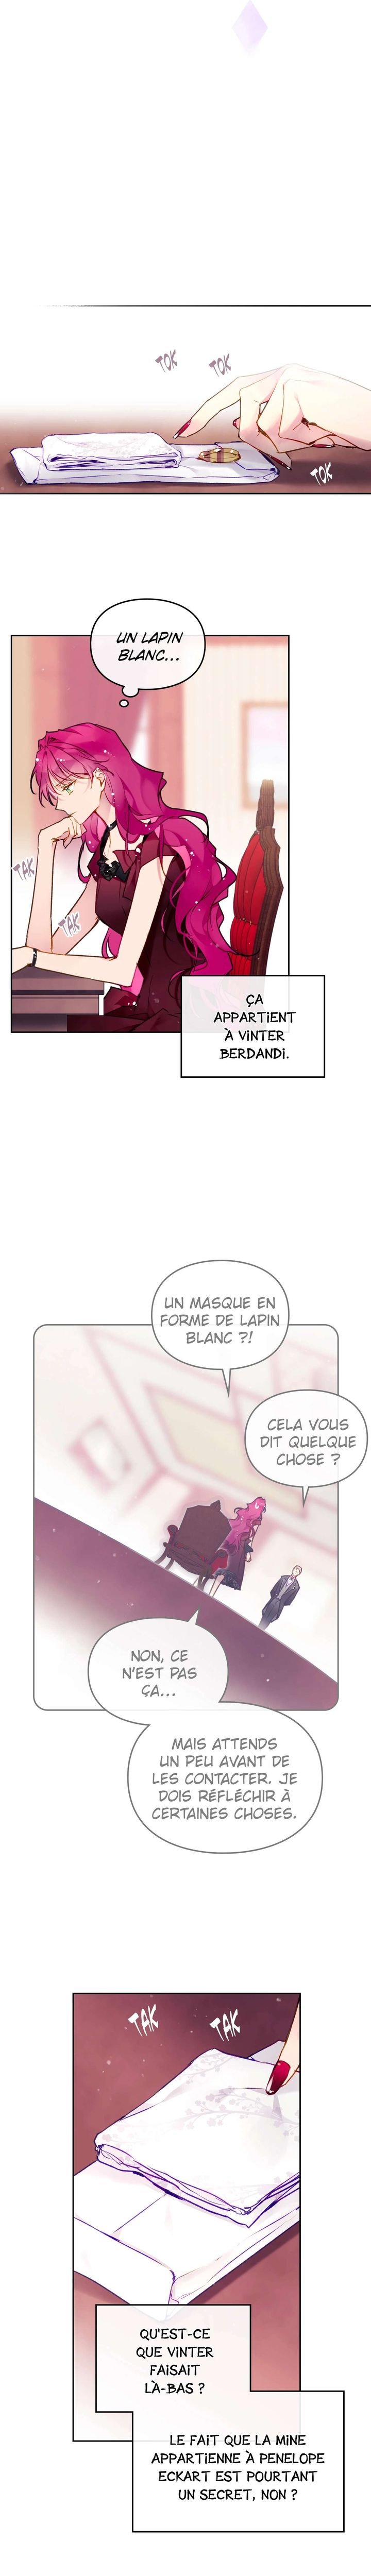 TOK
TOK
TOK
UN LAPIN
BLANC...
TAK
TAK
ÇA
APPARTIENT
À VINTER
BERDANDI.
UN MASQUE EN
FORME DE LAPIN
BLANC ?!
CELA VOUS
DIT QUELQUE
CHOSE ?
NON, CE
N'EST PAS
ÇA...
MAIS ATTENDS
UN PEU AVANT DE
LES CONTACTER. JE
DOIS RÉFLÉCHIR À
CERTAINES CHOSES.
TAK
TAK
QU'EST-CE
QUE VINTER
FAISAIT
LÀ-BAS ?
LE FAIT QUE LA MINE
APPARTIENNE À PENELOPE
ECKART EST POURTANT
UN SECRET, NON ?